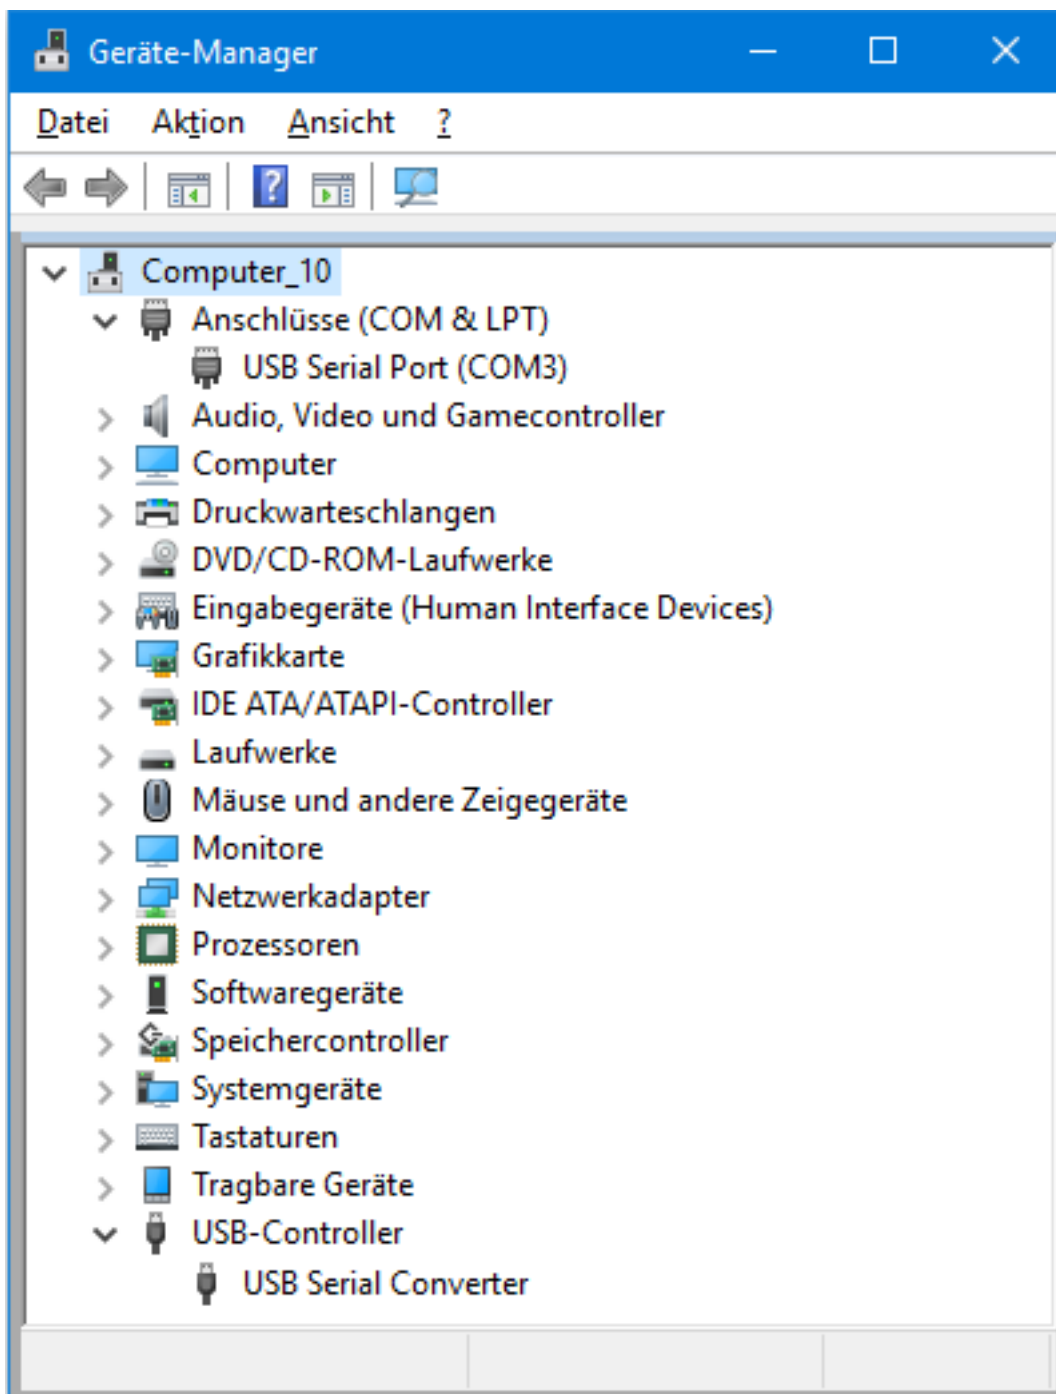 Geräte-Manager
Datei Aktion Ansicht ?
Computer_10
Anschlüsse (COM & LPT)
USB Serial Port (COM3)
Audio, Video und Gamecontroller
Computer
Druckwarteschlangen
DVD/CD-ROM-Laufwerke
Eingabegeräte (Human Interface Devices)
Grafikkarte
IDE ATA/ATAPI-Controller
Laufwerke
Mäuse und andere Zeigegeräte
Monitore
Netzwerkadapter
Prozessoren
Softwaregeräte
Speichercontroller
Systemgeräte
Tastaturen
Tragbare Geräte
USB-Controller
USB Serial Converter